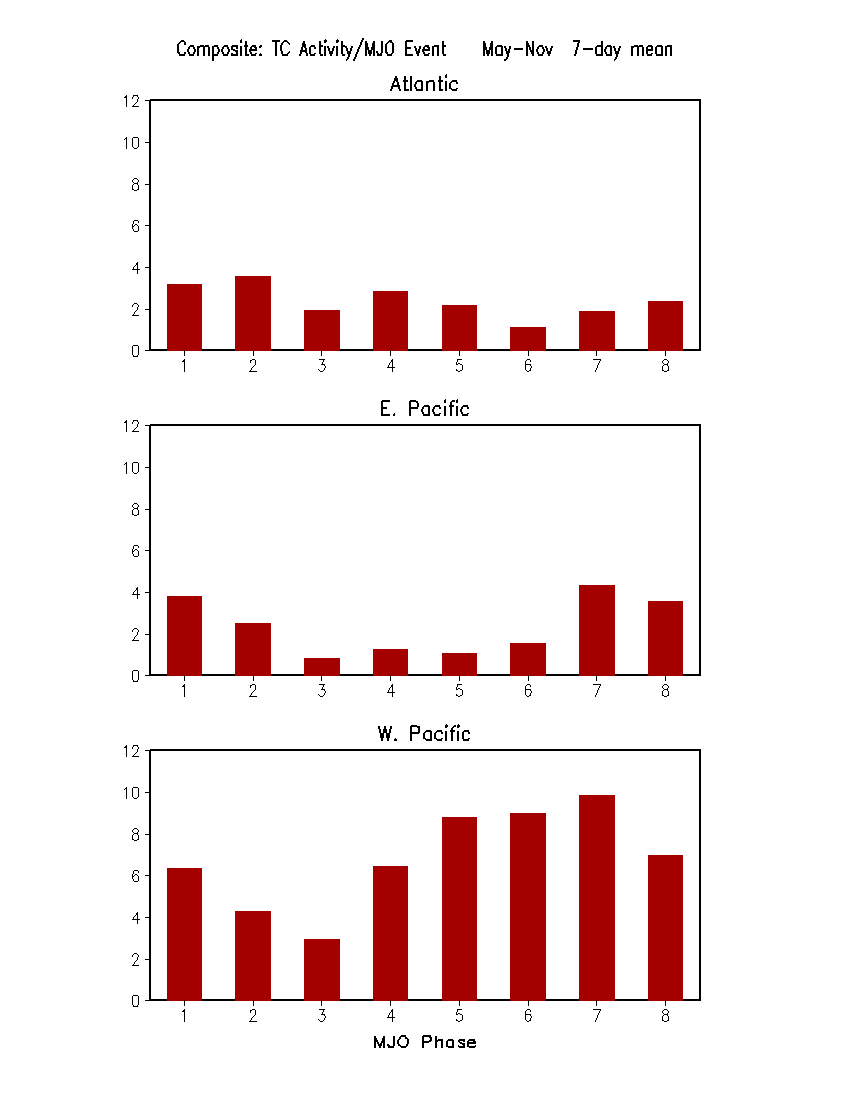 Composite: TC Activity/MJO Event May-Nov 7-day mean
Atlantic
12
10
8
6
4
2
0
1 2 3 4 5 6 7 8
E. Pacific
12
10
8
6
4
2
0
1 2 3 4 5 6 7 8
W. Pacific
12
10
8
6
4
2
0
1 2 3 4 5 6 7 8
MJO Phase